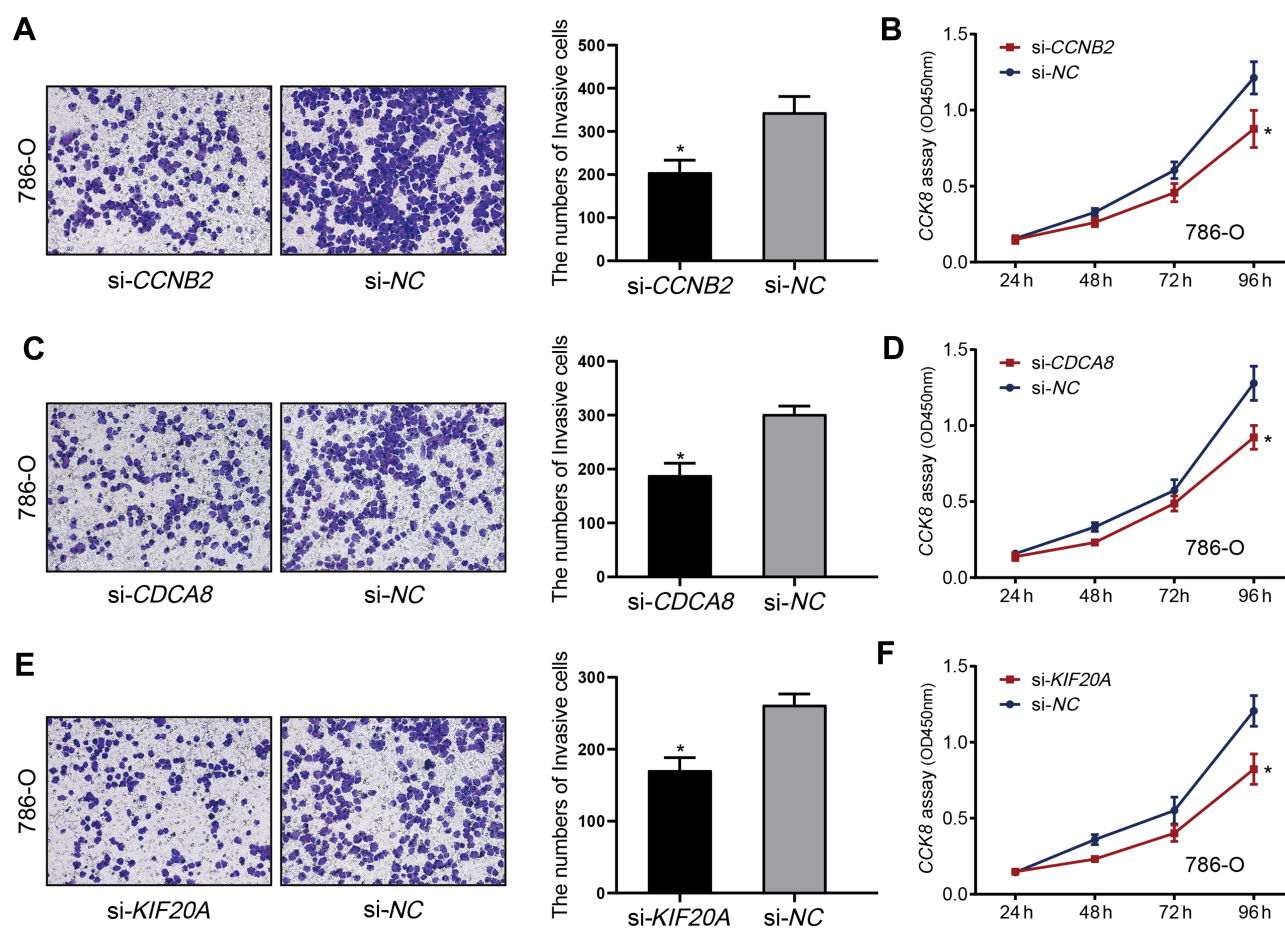 A
786-O
si-CCNB2
si-NC
The numbers of Invasive cells
500
400
300
200
100
0
*
si-CCNB2
si-NC
B
CCK8 assay (OD450nm)
1.5
1.0
0.5
0.0
si-CCNB2
si-NC
*
786-O
24 h 48 h 72 h 96 h
C
786-O
si-CDCA8
si-NC
The numbers of Invasive cells
400
300
200
100
0
*
si-CDCA8
si-NC
D
CCK8 assay (OD450nm)
1.5
1.0
0.5
0.0
si-CDCA8
si-NC
*
786-O
24 h 48 h 72 h 96 h
E
786-O
si-KIF20A
si-NC
The numbers of Invasive cells
300
200
100
0
*
si-KIF20A
si-NC
F
CCK8 assay (OD450nm)
1.5
1.0
0.5
0.0
si-KIF20A
si-NC
*
786-O
24 h 48 h 72 h 96 h